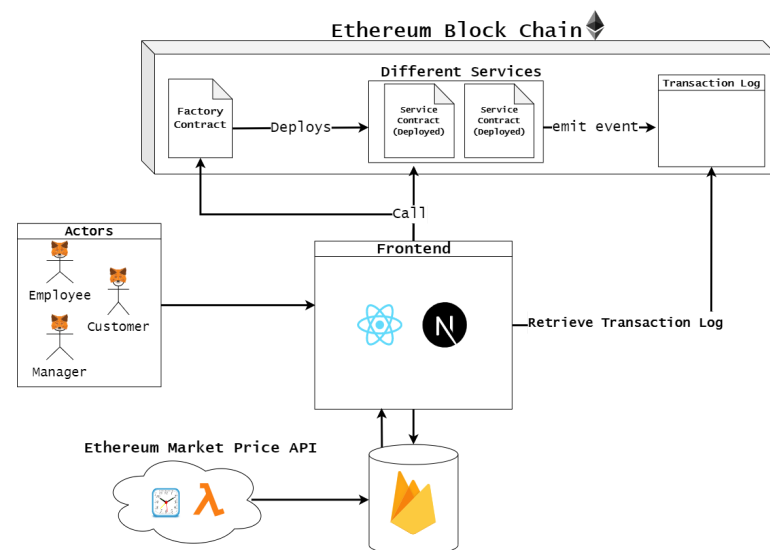 Ethereum Block Chain
Different Services
Transaction Log
Factory
Contract
Deploys
Service
Contract
(Deployed)
Service
Contract
(Deployed)
emit event
Call
Actors
Employee
Customer
Manager
Frontend
N
Retrieve Transaction Log
Ethereum Market Price API